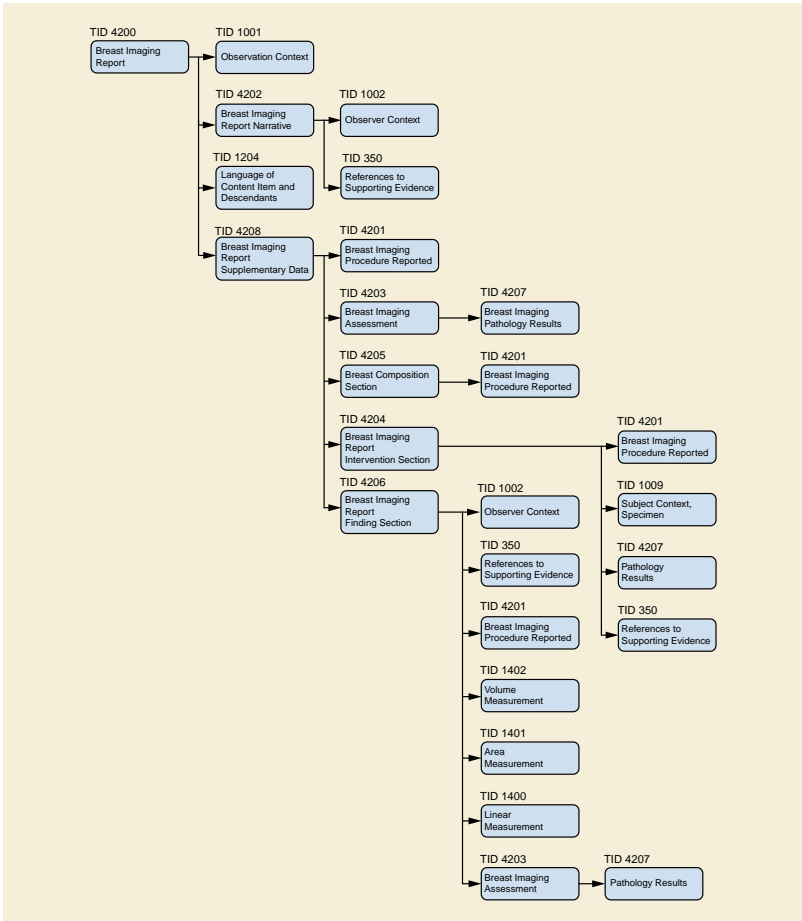 TID 4200
Breast Imaging
Report
TID 1001
Observation Context
TID 4202
Breast Imaging
Report Narrative
TID 1002
Observer Context
TID 350
References to
Supporting Evidence
TID 1204
Language of
Content Item and
Descendants
TID 4208
Breast Imaging
Report
Supplementary Data
TID 4201
Breast Imaging
Procedure Reported
TID 4203
Breast Imaging
Assessment
TID 4207
Breast Imaging
Pathology Results
TID 4205
Breast Composition
Section
TID 4201
Breast Imaging
Procedure Reported
TID 4204
Breast Imaging
Report
Intervention Section
TID 4201
Breast Imaging
Procedure Reported
TID 1009
Subject Context,
Specimen
TID 4207
Pathology
Results
TID 350
References to
Supporting Evidence
TID 4206
Breast Imaging
Report
Finding Section
TID 1002
Observer Context
TID 350
References to
Supporting Evidence
TID 4201
Breast Imaging
Procedure Reported
TID 1402
Volume
Measurement
TID 1401
Area
Measurement
TID 1400
Linear
Measurement
TID 4203
Breast Imaging
Assessment
TID 4207
Pathology Results